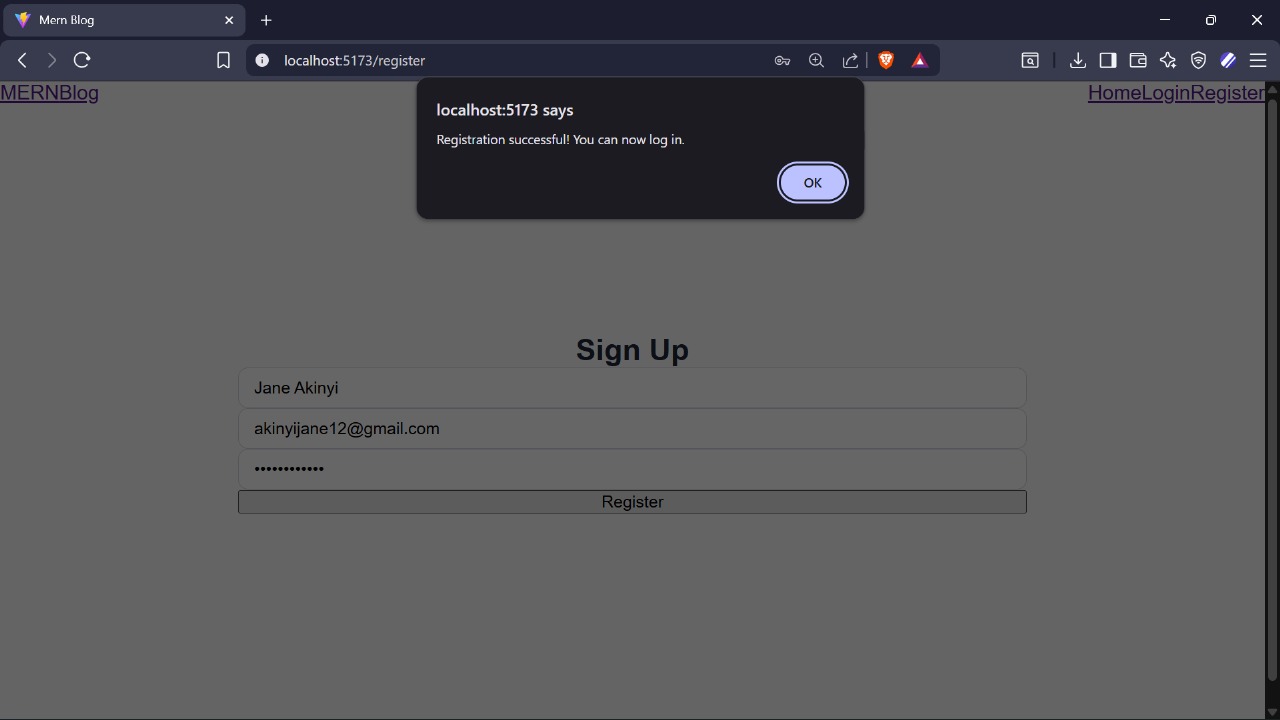 Mern Blog
localhost:5173/register
MERNBlog
HomeLoginRegister
localhost:5173 says
Registration successful! You can now log in.
OK
Sign Up
Jane Akinyi
akinyijane12@gmail.com
••••••••••••
Register